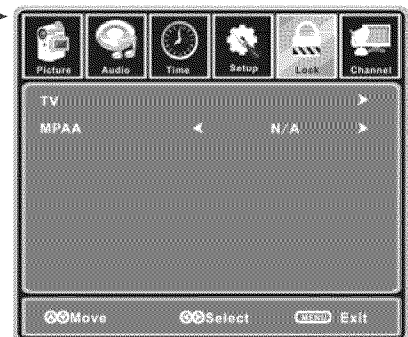 Picture Audio Time Setup Lock Channel
TV
MPAA N/A
Move Select MENU Exit